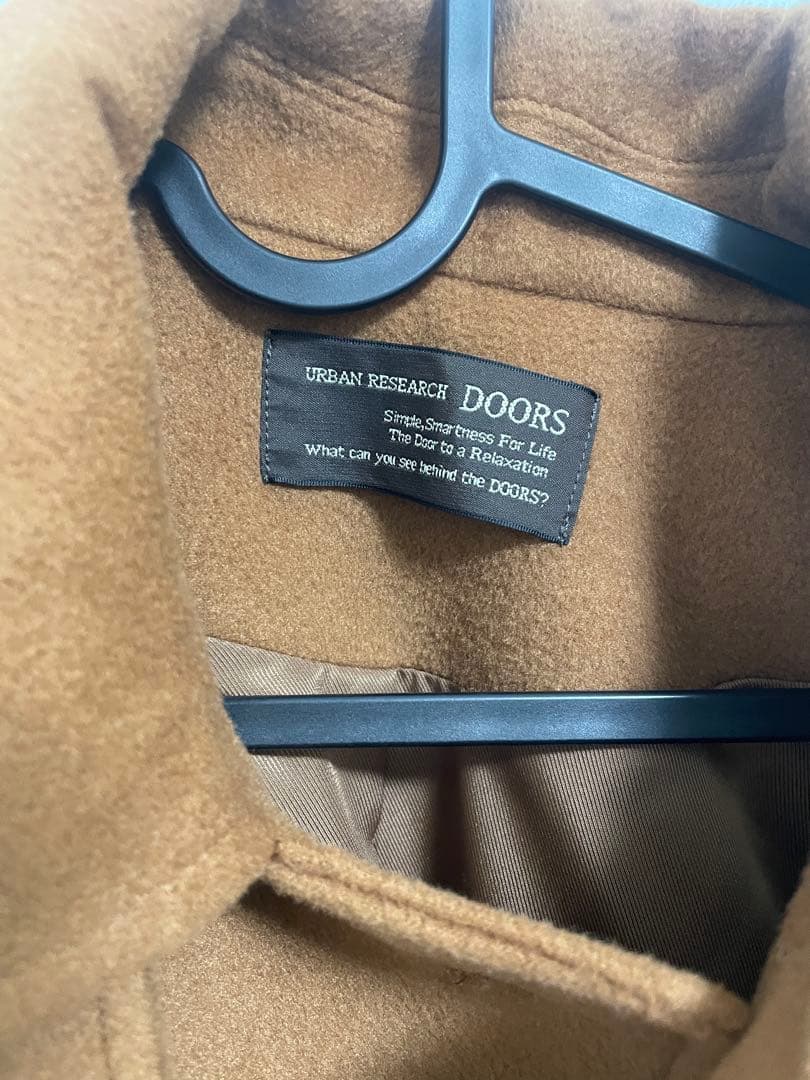 URBAN RESEARCH DOORS
Simple,Smartness For Life
The Door to a Relaxation
What can you see behind the DOORS?